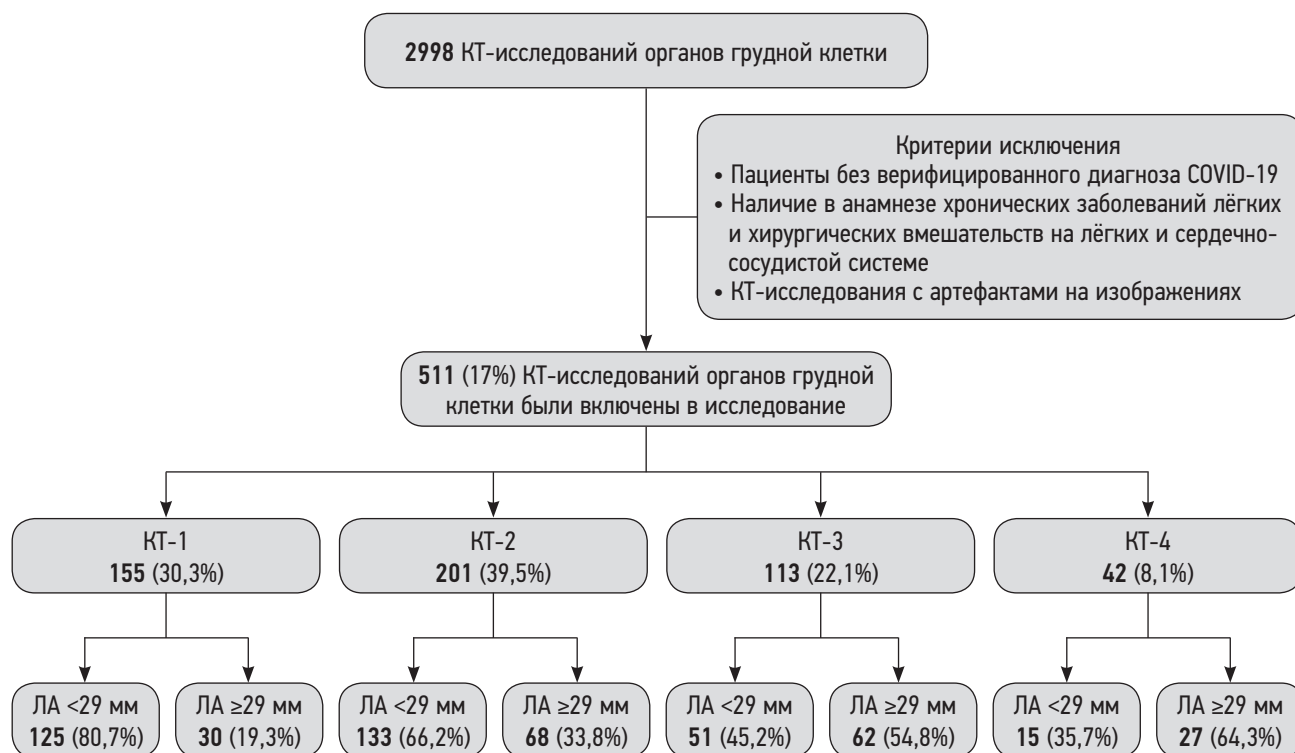 2998 КТ-исследований органов грудной клетки
Критерии исключения
• Пациенты без верифицированного диагноза COVID-19
• Наличие в анамнезе хронических заболеваний лёгких
и хирургических вмешательств на лёгких и сердечно-
сосудистой системе
• КТ-исследования с артефактами на изображениях
511 (17%) КТ-исследований органов грудной
клетки были включены в исследование
КТ-1
155 (30,3%)
КТ-2
201 (39,5%)
КТ-3
113 (22,1%)
КТ-4
42 (8,1%)
ЛА <29 мм
125 (80,7%)
ЛА ≥29 мм
30 (19,3%)
ЛА <29 мм
133 (66,2%)
ЛА ≥29 мм
68 (33,8%)
ЛА <29 мм
51 (45,2%)
ЛА ≥29 мм
62 (54,8%)
ЛА <29 мм
15 (35,7%)
ЛА ≥29 мм
27 (64,3%)